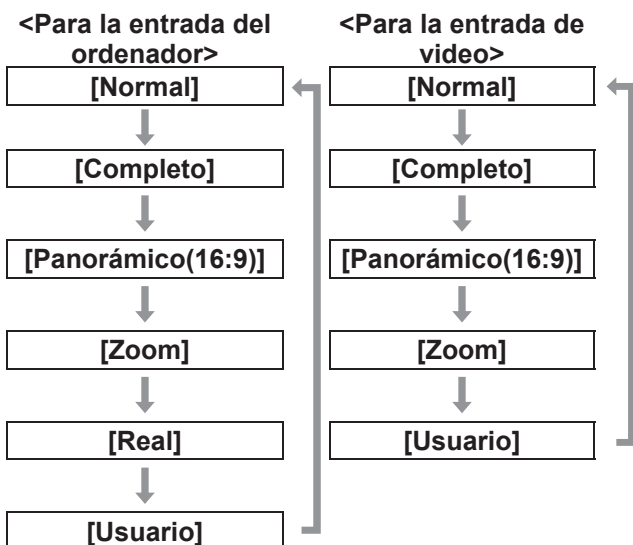 <Para la entrada del
ordenador>
[Normal]
[Completo]
[Panorámico(16:9)]
[Zoom]
[Real]
[Usuario]
<Para la entrada de
video>
[Normal]
[Completo]
[Panorámico(16:9)]
[Zoom]
[Usuario]